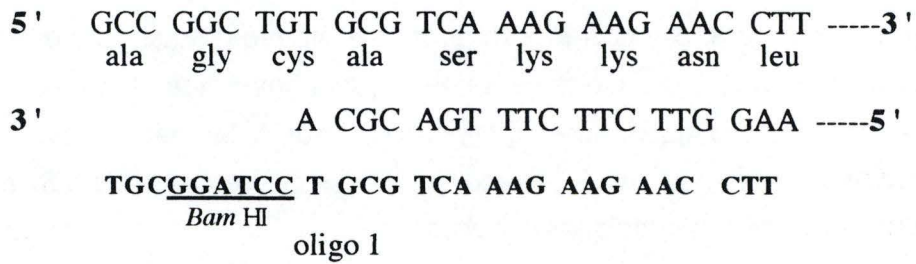 5' GCC GGC TGT GCG TCA AAG AAG AAC CTT -----3'
ala gly cys ala ser lys lys asn leu
3' A CGC AGT TTC TTC TTG GAA -----5'
TGCGGATCC T GCG TCA AAG AAG AAC CTT
Bam HI
oligo 1